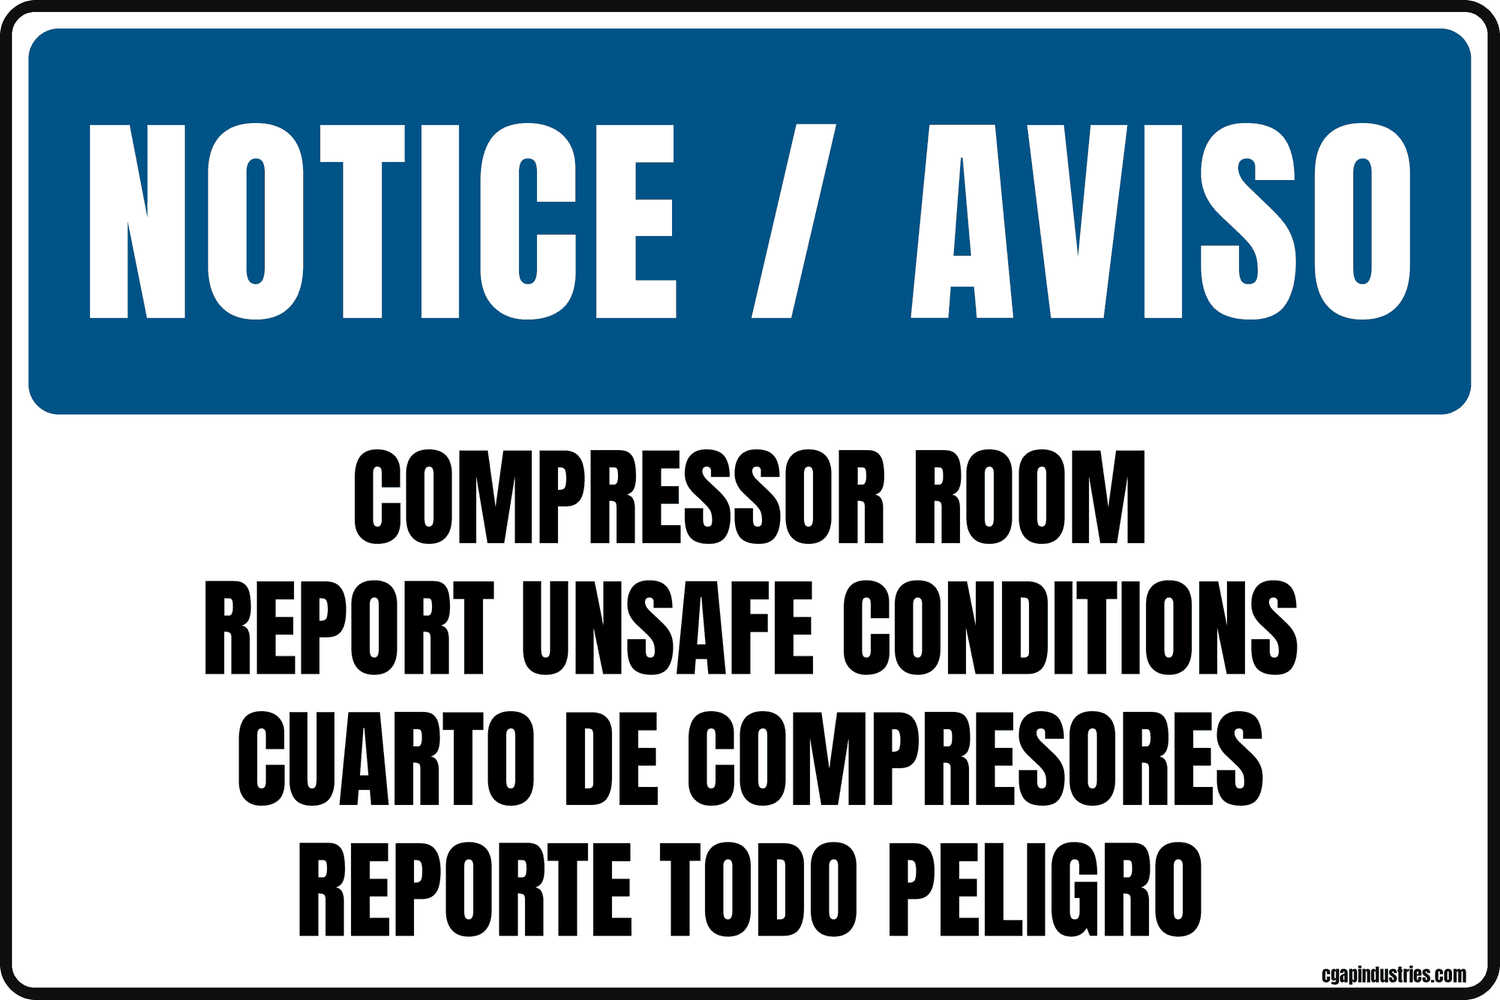 NOTICE / AVISO
COMPRESSOR ROOM
REPORT UNSAFE CONDITIONS
CUARTO DE COMPRESORES
REPORTE TODO PELIGRO
cgapindustries.com